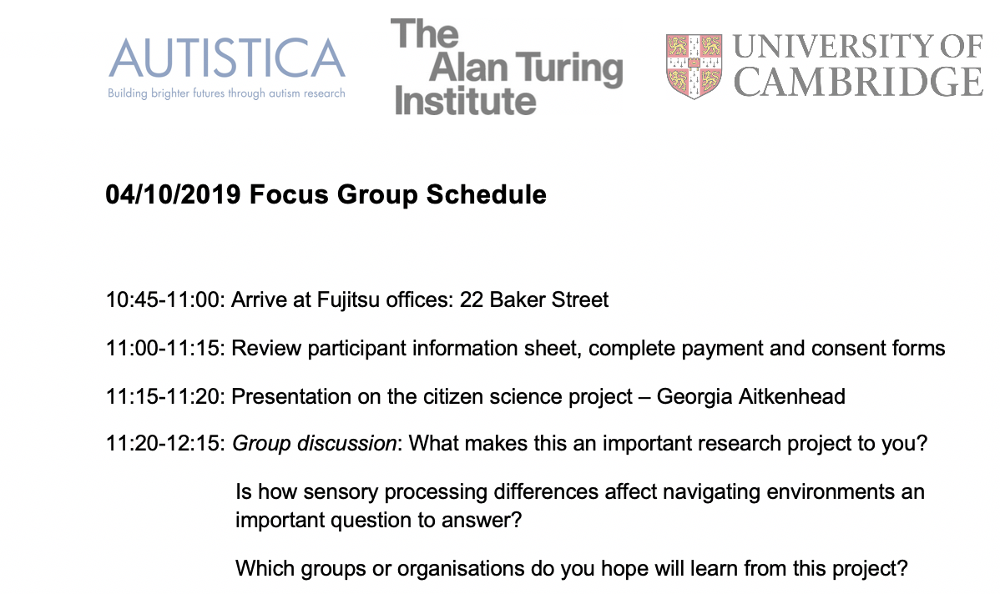 AUTISTICA
Building brighter futures through autism research
The
Alan Turing
Institute
UNIVERSITY OF
CAMBRIDGE
04/10/2019 Focus Group Schedule
10:45-11:00: Arrive at Fujitsu offices: 22 Baker Street
11:00-11:15: Review participant information sheet, complete payment and consent forms
11:15-11:20: Presentation on the citizen science project – Georgia Aitkenhead
11:20-12:15: Group discussion: What makes this an important research project to you?
Is how sensory processing differences affect navigating environments an
important question to answer?
Which groups or organisations do you hope will learn from this project?